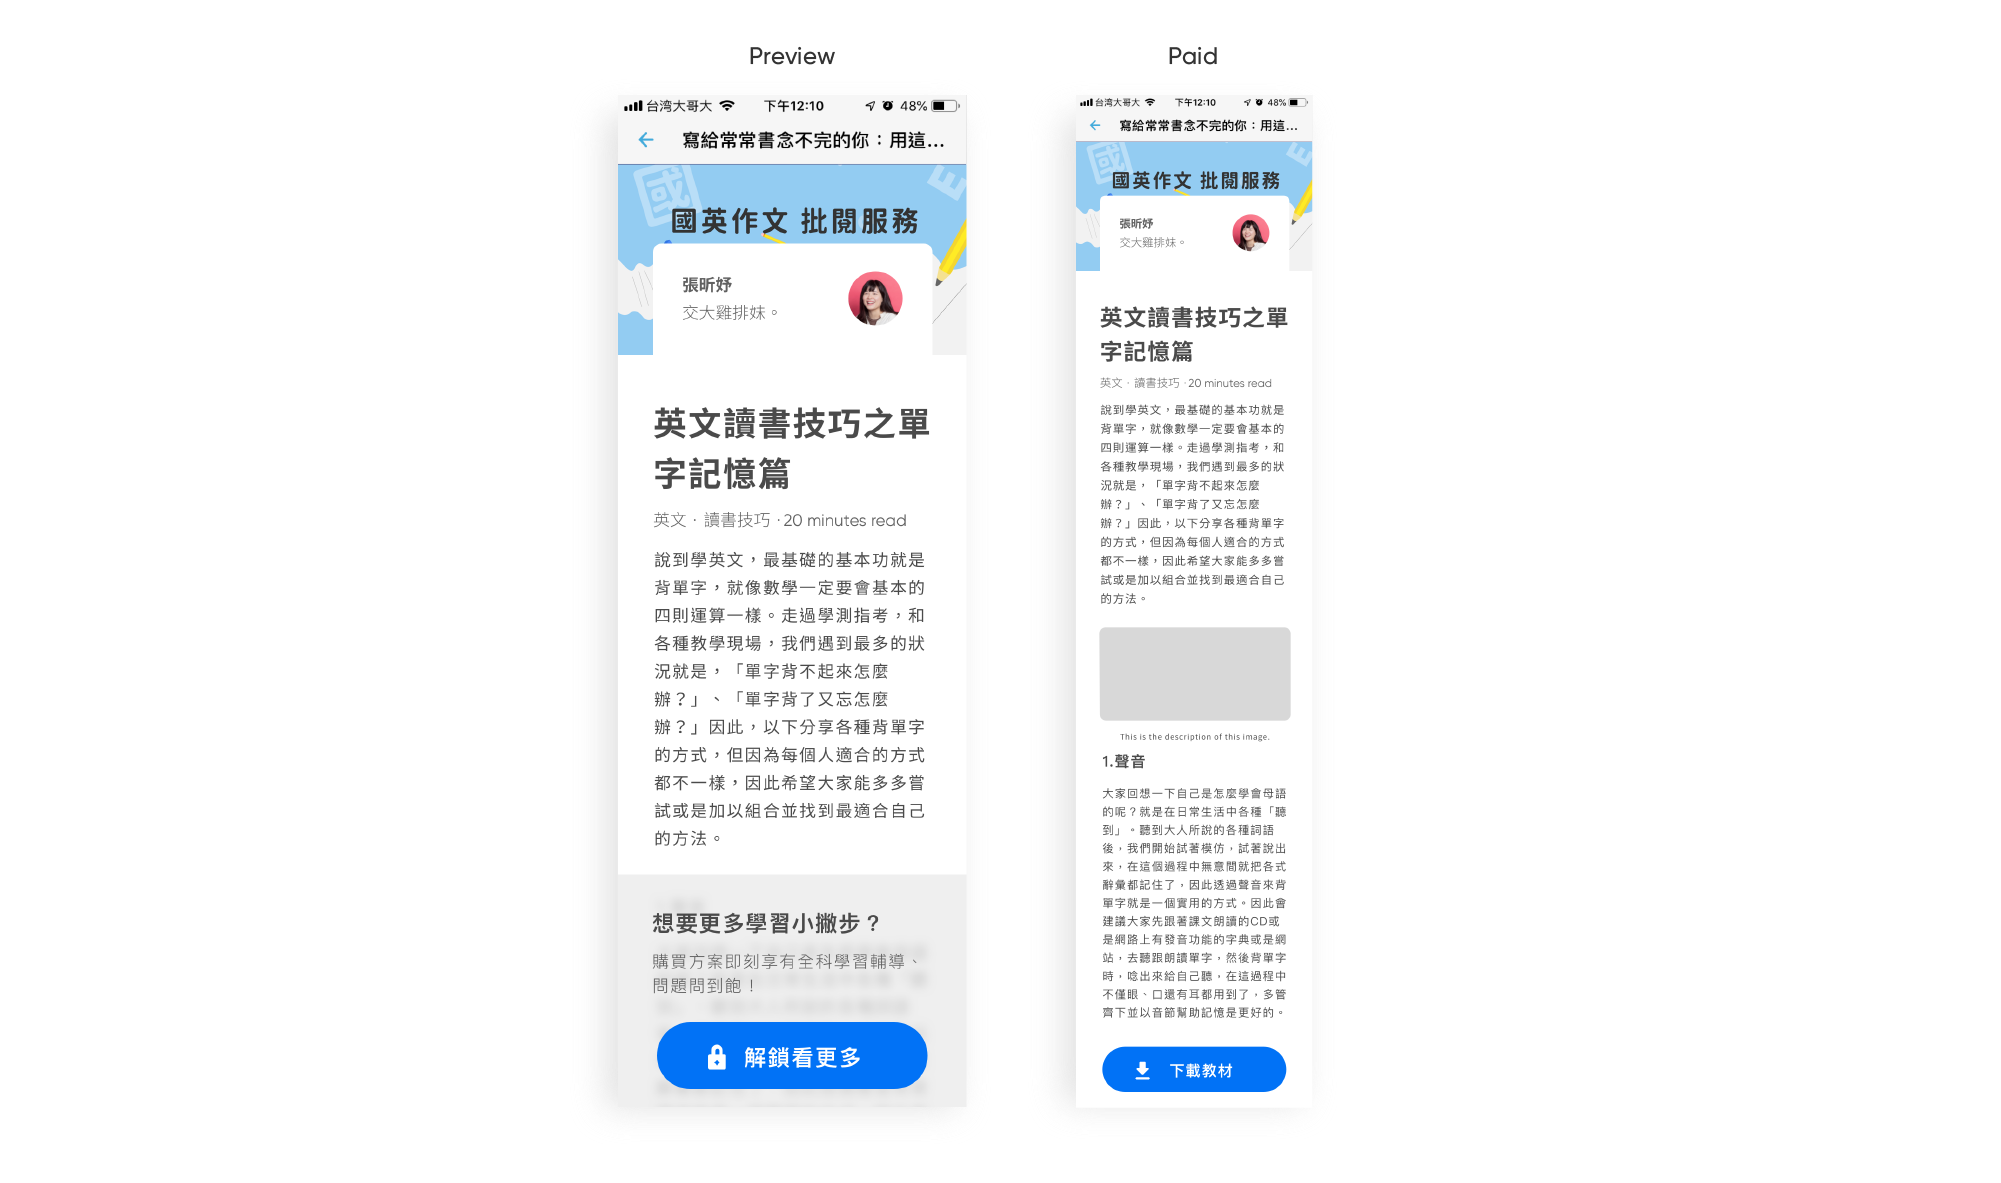 Preview
台湾大哥大
下午12:10
48%
寫給常常書念不完的你：用這...
國
E
國英作文 批閱服務
張昕妤
交大雞排妹。
英文讀書技巧之單
字記憶篇
英文 · 讀書技巧 · 20 minutes read
說到學英文，最基礎的基本功就是
背單字，就像數學一定要會基本的
四則運算一樣。走過學測指考，和
各種教學現場，我們遇到最多的狀
況就是，「單字背不起來怎麼
辦？」、「單字背了又忘怎麼
辦？」因此，以下分享各種背單字
的方式，但因為每個人適合的方式
都不一樣，因此希望大家能多多嘗
試或是加以組合並找到最適合自己
的方法。
想要更多學習小撇步？
購買方案即刻享有全科學習輔導、
問題問到飽！
解鎖看更多
Paid
台湾大哥大
下午12:10
48%
寫給常常書念不完的你：用這...
國
E
國英作文 批閱服務
張昕妤
交大雞排妹。
英文讀書技巧之單
字記憶篇
英文 · 讀書技巧 · 20 minutes read
說到學英文，最基礎的基本功就是
背單字，就像數學一定要會基本的
四則運算一樣。走過學測指考，和
各種教學現場，我們遇到最多的狀
況就是，「單字背不起來怎麼
辦？」、「單字背了又忘怎麼
辦？」因此，以下分享各種背單字
的方式，但因為每個人適合的方式
都不一樣，因此希望大家能多多嘗
試或是加以組合並找到最適合自己
的方法。
This is the description of this image.
1.聲音
大家回想一下自己是怎麼學會母語
的呢？就是在日常生活中各種「聽
到」。聽到大人所說的各種詞語
後，我們開始試著模仿，試著說出
來，在這個過程中無意間就把各式
辭彙都記住了，因此透過聲音來背
單字就是一個實用的方式。因此會
建議大家先跟著課文朗讀的CD或
是網路上有發音功能的字典或是網
站，去聽跟朗讀單字，然後背單字
時，唸出來給自己聽，在這過程中
不僅眼、口還有耳都用到了，多管
齊下並以音節幫助記憶是更好的。
下載教材